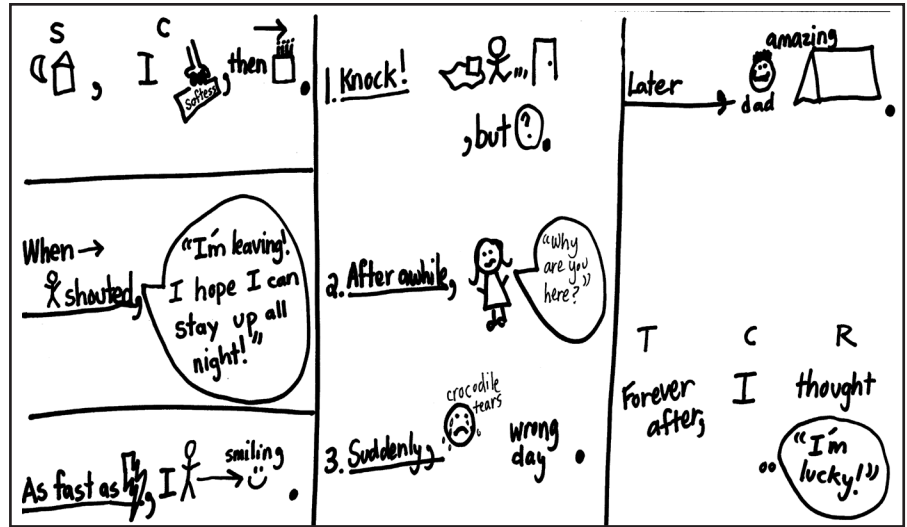 S C
, I , then .
Softess
When
shouted,
"I'm leaving!
I hope I can
stay up all
night!"
As fast as , I smiling .
1. Knock!
, but ? .
2. After awhile,
"Why
are you
here?"
crocodile
tears
3. Suddenly, wrong
day .
amazing
Later
dad .
T C R
Forever I thought
after,
: "I'm
lucky!"